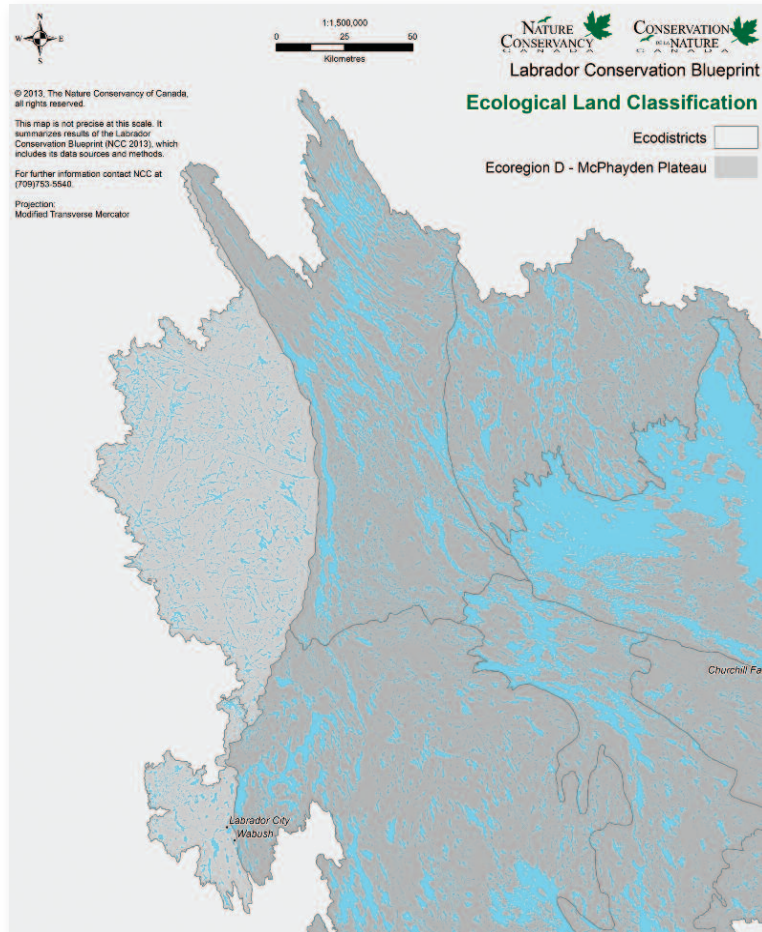 N
W
E
S
1:1,500,000
0
25
50
Kilometres
NATURE
CONSERVANCY
CANADA
CONSERVATION
DE LA NATURE
CANADA
Labrador Conservation Blueprint
Ecological Land Classification
Ecodistricts
Ecoregion D - McPhayden Plateau
© 2013, The Nature Conservancy of Canada,
all rights reserved.
This map is not precise at this scale. It
summarizes results of the Labrador
Conservation Blueprint (NCC 2013), which
includes its data sources and methods.
For further information contact NCC at
(709)753-5540.
Projection:
Modified Transverse Mercator
Churchill Fa
Labrador City
Wabush